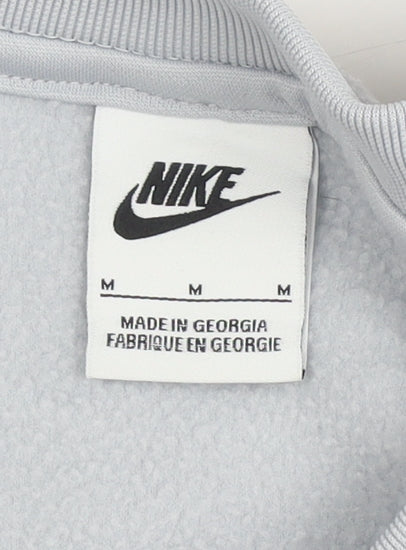 NIKE
M M M
MADE IN GEORGIA
FABRIQUE EN GEORGIE